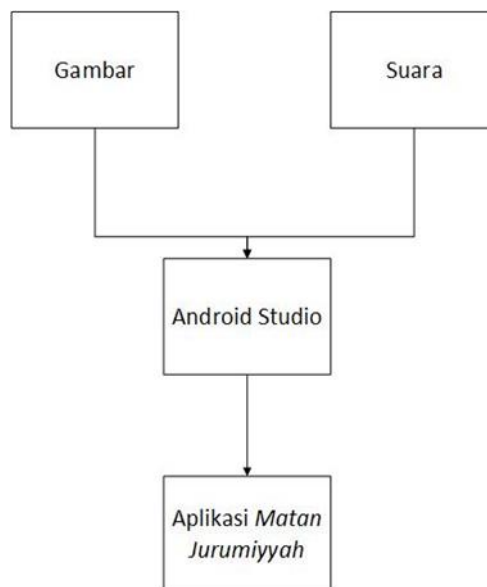 Gambar
Suara
Android Studio
Aplikasi Matan
Jurumiyyah